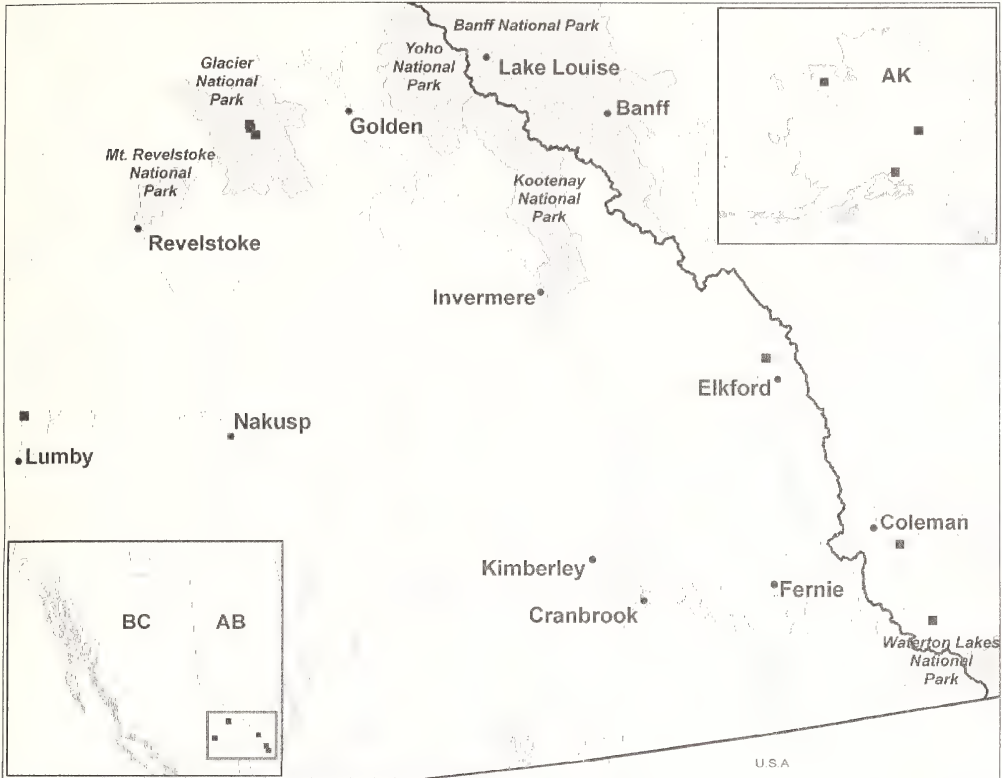 Banff National Park
Yoho
National
Park
Lake Louise
Glacier
National
Park
AK
Banff
Golden
Mt. Revelstoke
National
Park
Kootenay
National
Park
Revelstoke
Invermere
Elkford
Nakusp
Lumby
Coleman
Kimberley
Fernie
Cranbrook
BC
AB
Waterton Lakes
National
Park
U.S.A